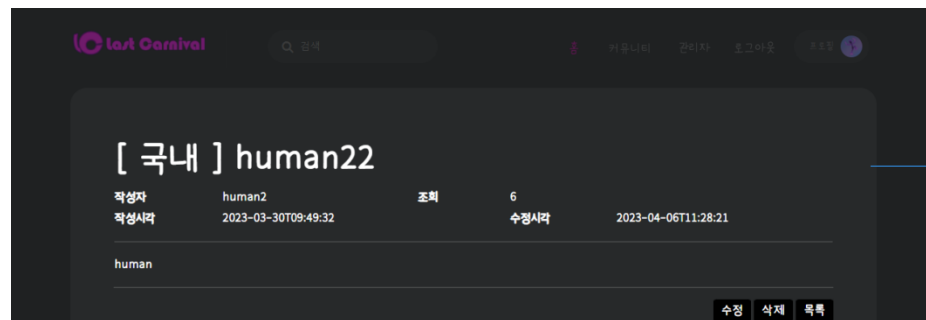 Last Carnival 검색 커뮤니티 관리자 로그아웃
[ 국내 ] human22
작성자 human2 조회 6
작성시각 2023-03-30T09:49:32 수정시각 2023-04-06T11:28:21
human
수정 삭제 목록